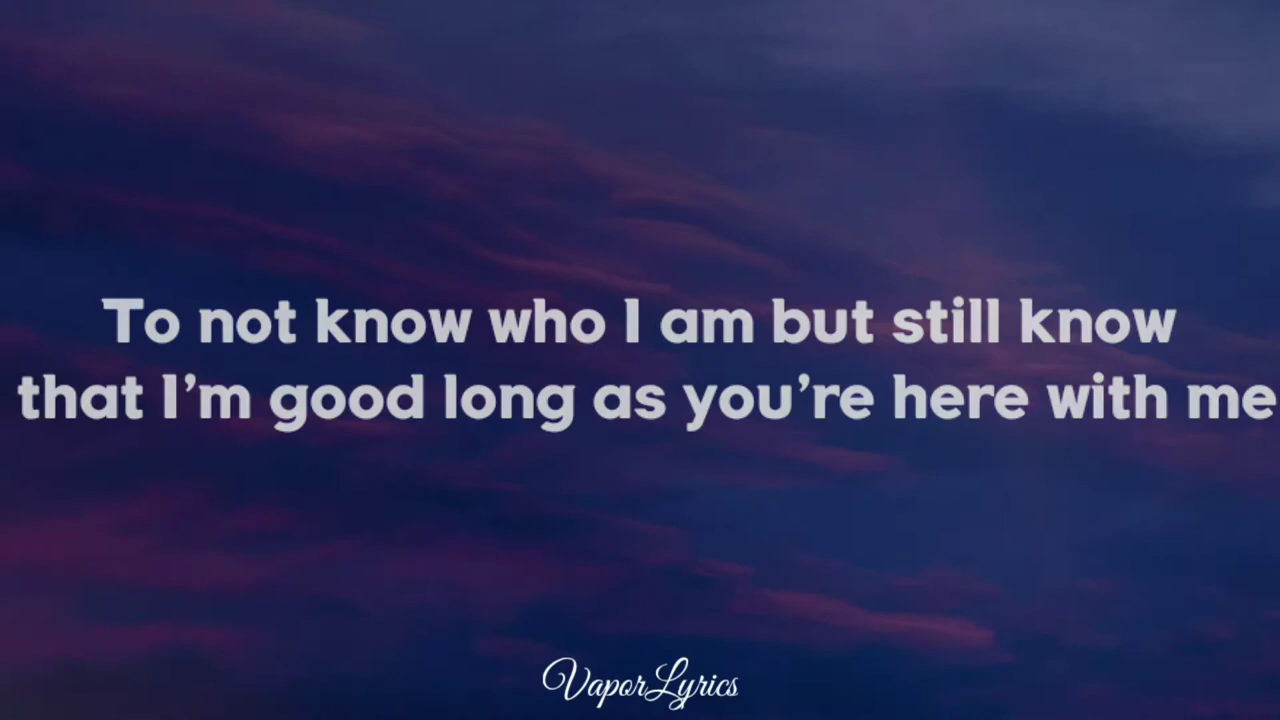 To not know who I am but still know
that I’m good long as you’re here with me
VaporLyrics